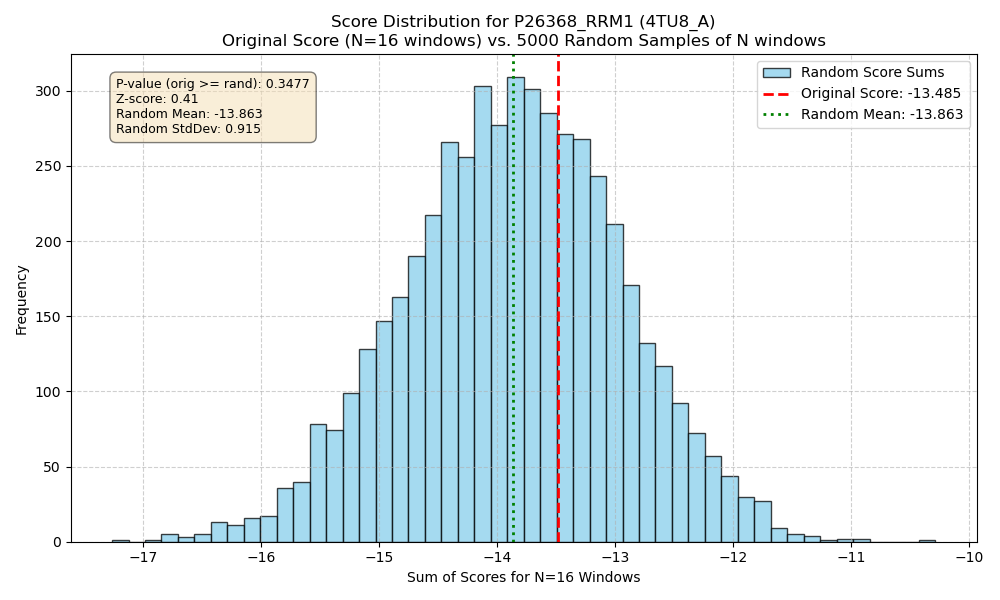 Score Distribution for P26368_RRM1 (4TU8_A)
Original Score (N=16 windows) vs. 5000 Random Samples of N windows
P-value (orig >= rand): 0.3477
Z-score: 0.41
Random Mean: -13.863
Random StdDev: 0.915
Random Score Sums
Original Score: -13.485
Random Mean: -13.863
Frequency
300
250
200
150
100
50
0
−17
−16
−15
−14
−13
−12
−11
−10
Sum of Scores for N=16 Windows